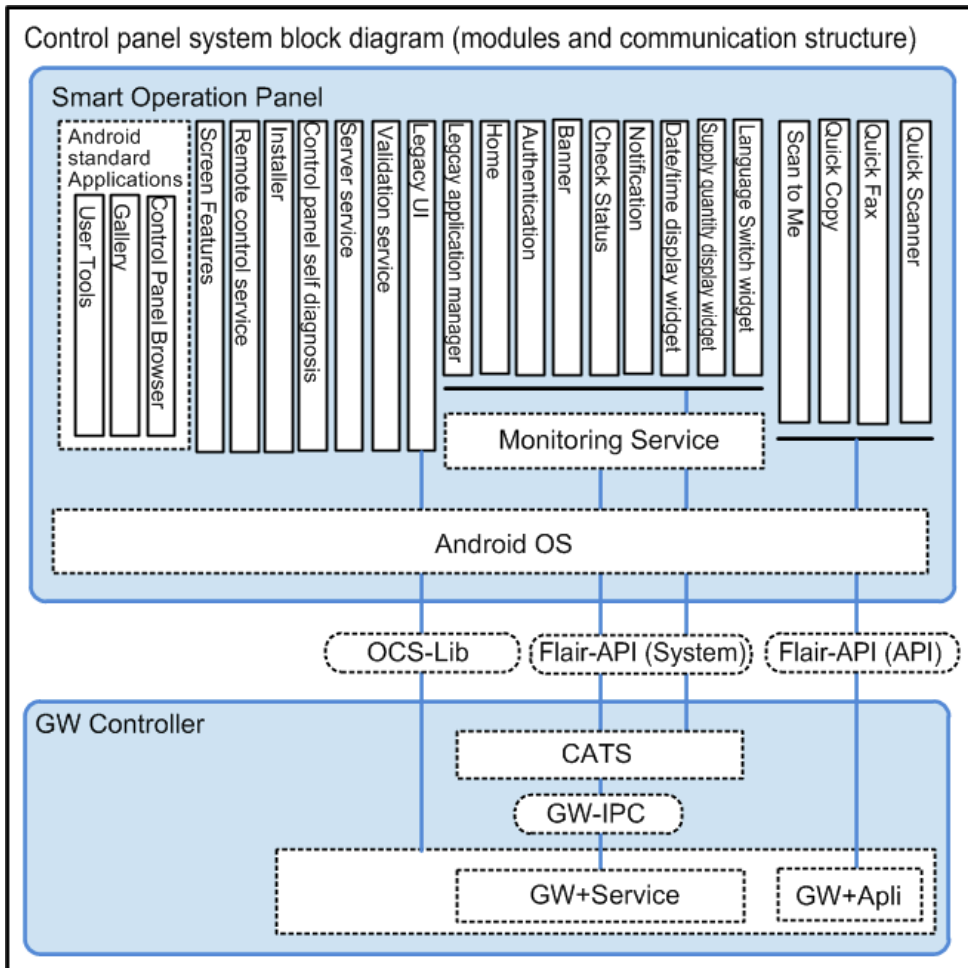 Control panel system block diagram (modules and communication structure)
Smart Operation Panel
Android
standard
Applications
User Tools
Gallery
Control Panel Browser
Screen Features
Remote control service
Installer
Control panel self diagnosis
Server service
Validation service
Legacy UI
Legcay application manager
Home
Authentication
Banner
Check Status
Notification
Date/time display widget
Supply quantity display widget
Language Switch widget
Scan to Me
Quick Copy
Quick Fax
Quick Scanner
Monitoring Service
Android OS
OCS-Lib
Flair-API (System)
Flair-API (API)
GW Controller
CATS
GW-IPC
GW+Service
GW+Apli